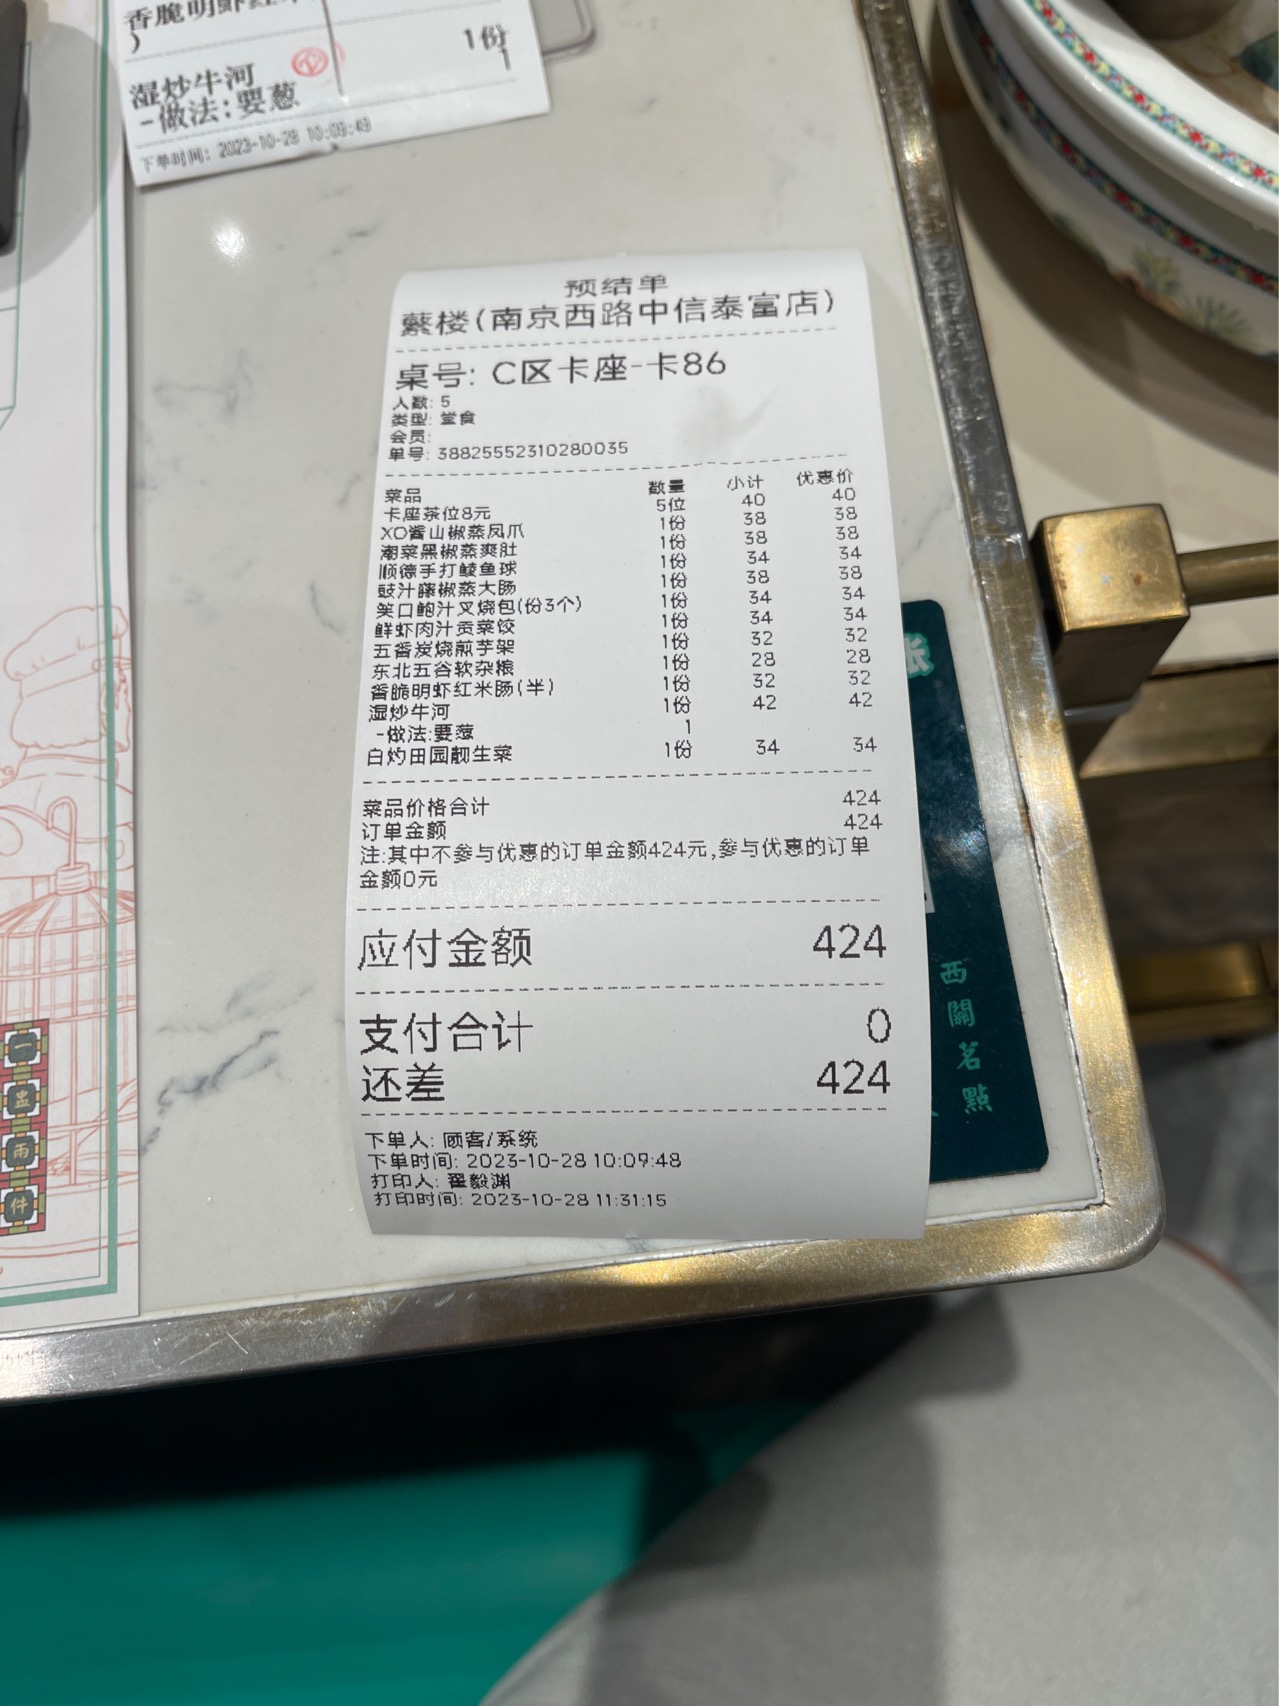 香脆明虾红米
)
1份
湿炒牛河
1
-做法:要葱
下单时间: 2023-10-28 10:09:49
预结单
蘩楼(南京西路中信泰富店)
桌号: C区卡座-卡86
人数: 5
类型: 堂食
会员:
单号: 38825552310280035
菜品 数量 小计 优惠价
卡座茶位8元 5位 40 40
XO酱山椒蒸凤爪 1份 38 38
潮菜黑椒蒸爽肚 1份 38 38
顺德手打鲮鱼球 1份 34 34
豉汁藤椒蒸大肠 1份 38 38
笑口鲍汁叉烧包(份3个) 1份 34 34
鲜虾肉汁贡菜饺 1份 34 34
五香炭烧煎芋架 1份 32 32
东北五谷软杂粮 1份 28 28
香脆明虾红米肠(半) 1份 32 32
湿炒牛河 1份 42 42
-做法:要葱 1
白灼田园靓生菜 1份 34 34
菜品价格合计 424
订单金额 424
注:其中不参与优惠的订单金额424元,参与优惠的订单
金额0元
应付金额 424
支付合计 0
还差 424
下单人: 顾客/系统
下单时间: 2023-10-28 10:09:48
打印人: 翟毅渊
打印时间: 2023-10-28 11:31:15
西關茗點
一盅兩件